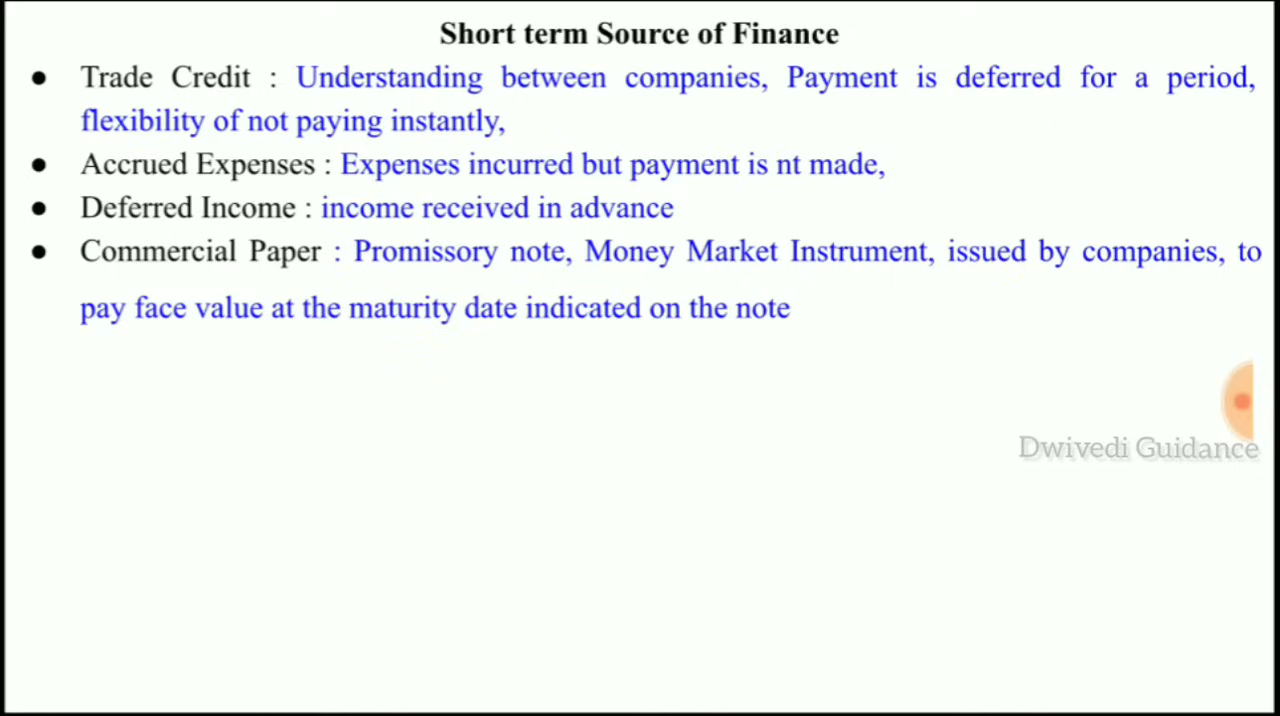 Short term Source of Finance
● Trade Credit : Understanding between companies, Payment is deferred for a period,
flexibility of not paying instantly,
● Accrued Expenses : Expenses incurred but payment is nt made,
● Deferred Income : income received in advance
● Commercial Paper : Promissory note, Money Market Instrument, issued by companies, to
pay face value at the maturity date indicated on the note
Dwivedi Guidance